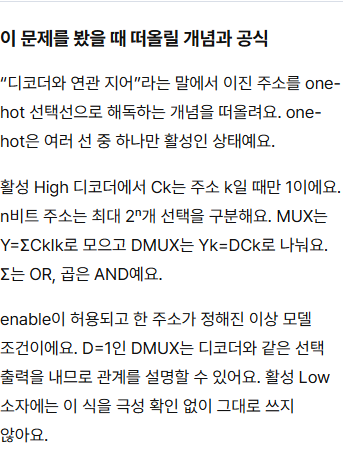 이 문제를 봤을 때 떠올릴 개념과 공식
“디코더와 연관 지어”라는 말에서 이진 주소를 one-
hot 선택선으로 해독하는 개념을 떠올려요. one-
hot은 여러 선 중 하나만 활성인 상태예요.
활성 High 디코더에서 Ck는 주소 k일 때만 1이에요.
n비트 주소는 최대 2ⁿ개 선택을 구분해요. MUX는
Y=ΣCkIk로 모으고 DMUX는 Yk=DCk로 나눠요.
Σ는 OR, 곱은 AND예요.
enable이 허용되고 한 주소가 정해진 이상 모델
조건이에요. D=1인 DMUX는 디코더와 같은 선택
출력을 내므로 관계를 설명할 수 있어요. 활성 Low
소자에는 이 식을 극성 확인 없이 그대로 쓰지
않아요.